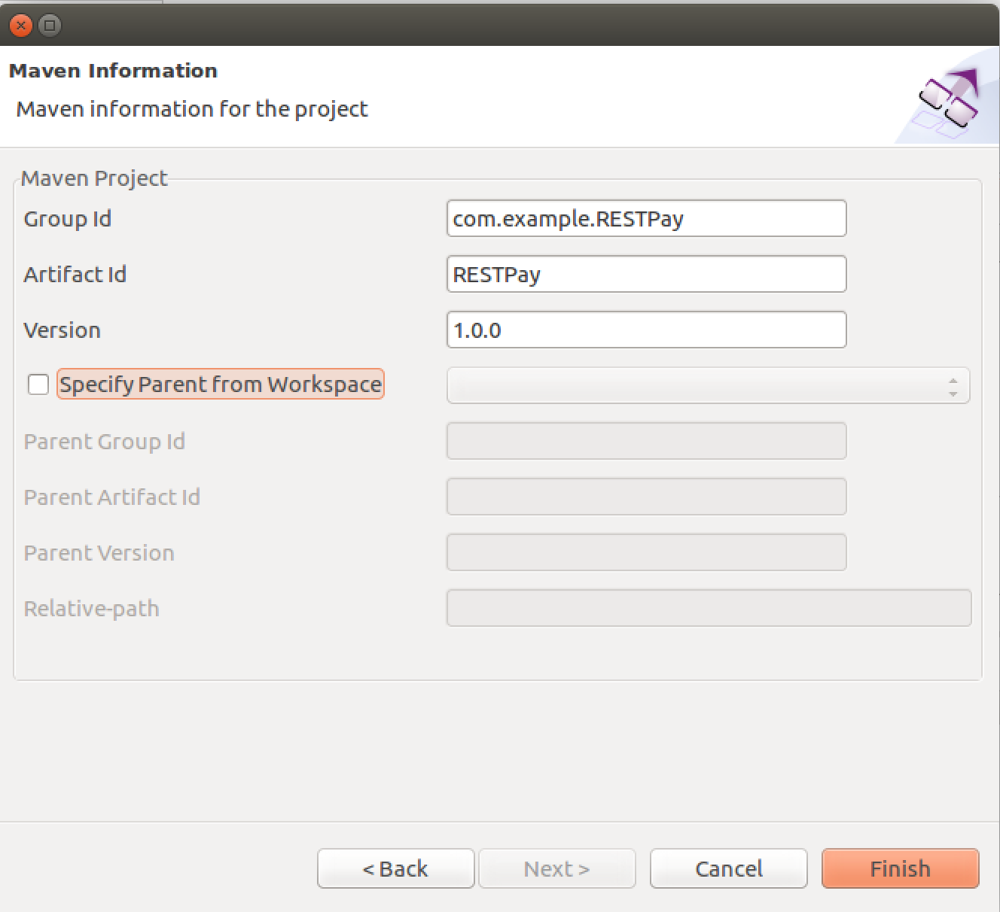 Maven Information
Maven information for the project
Maven Project
Group Id com.example.RESTPay
Artifact Id RESTPay
Version 1.0.0
Specify Parent from Workspace
Parent Group Id
Parent Artifact Id
Parent Version
Relative-path
< Back Next > Cancel Finish